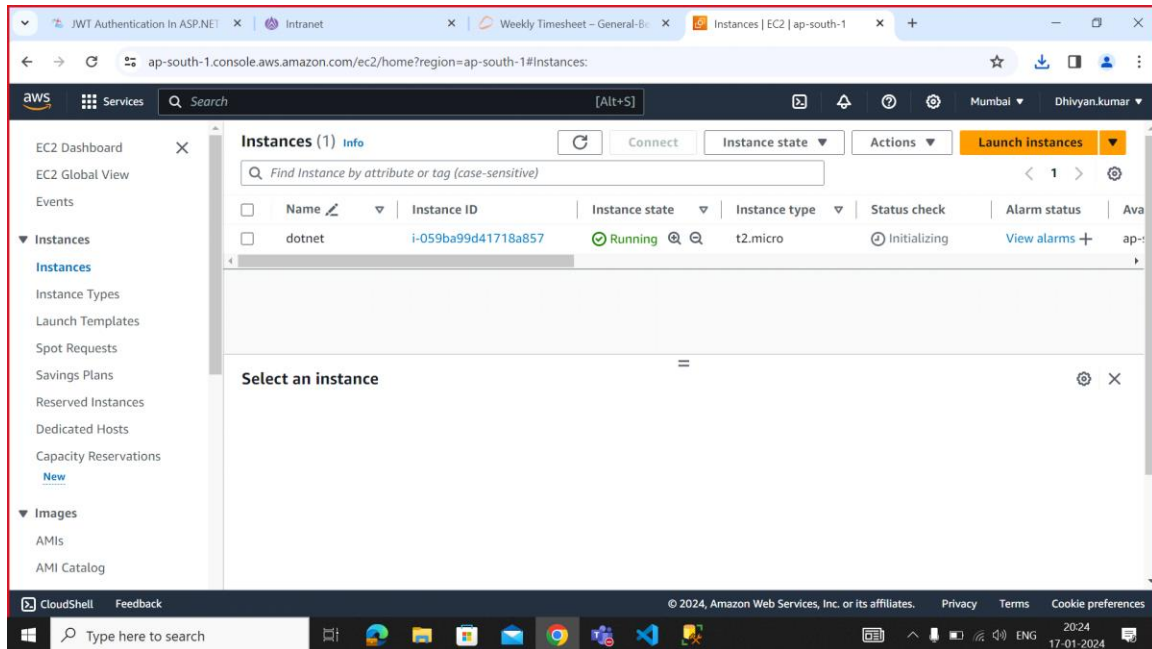 JWT Authentication In ASP.NET
Intranet
Weekly Timesheet – General-Be
Instances | EC2 | ap-south-1
ap-south-1.console.aws.amazon.com/ec2/home?region=ap-south-1#Instances:
aws
Services
Search
[Alt+S]
Mumbai
Dhivyan.kumar
EC2 Dashboard
EC2 Global View
Events
Instances
Instances
Instance Types
Launch Templates
Spot Requests
Savings Plans
Reserved Instances
Dedicated Hosts
Capacity Reservations
New
Images
AMIs
AMI Catalog
Instances (1) Info
Connect
Instance state
Actions
Launch instances
Find Instance by attribute or tag (case-sensitive)
1
Name Instance ID Instance state Instance type Status check Alarm status Ava
dotnet i-059ba99d41718a857 Running t2.micro Initializing View alarms + ap-s
Select an instance
CloudShell Feedback © 2024, Amazon Web Services, Inc. or its affiliates. Privacy Terms Cookie preferences
Type here to search
ENG
20:24
17-01-2024